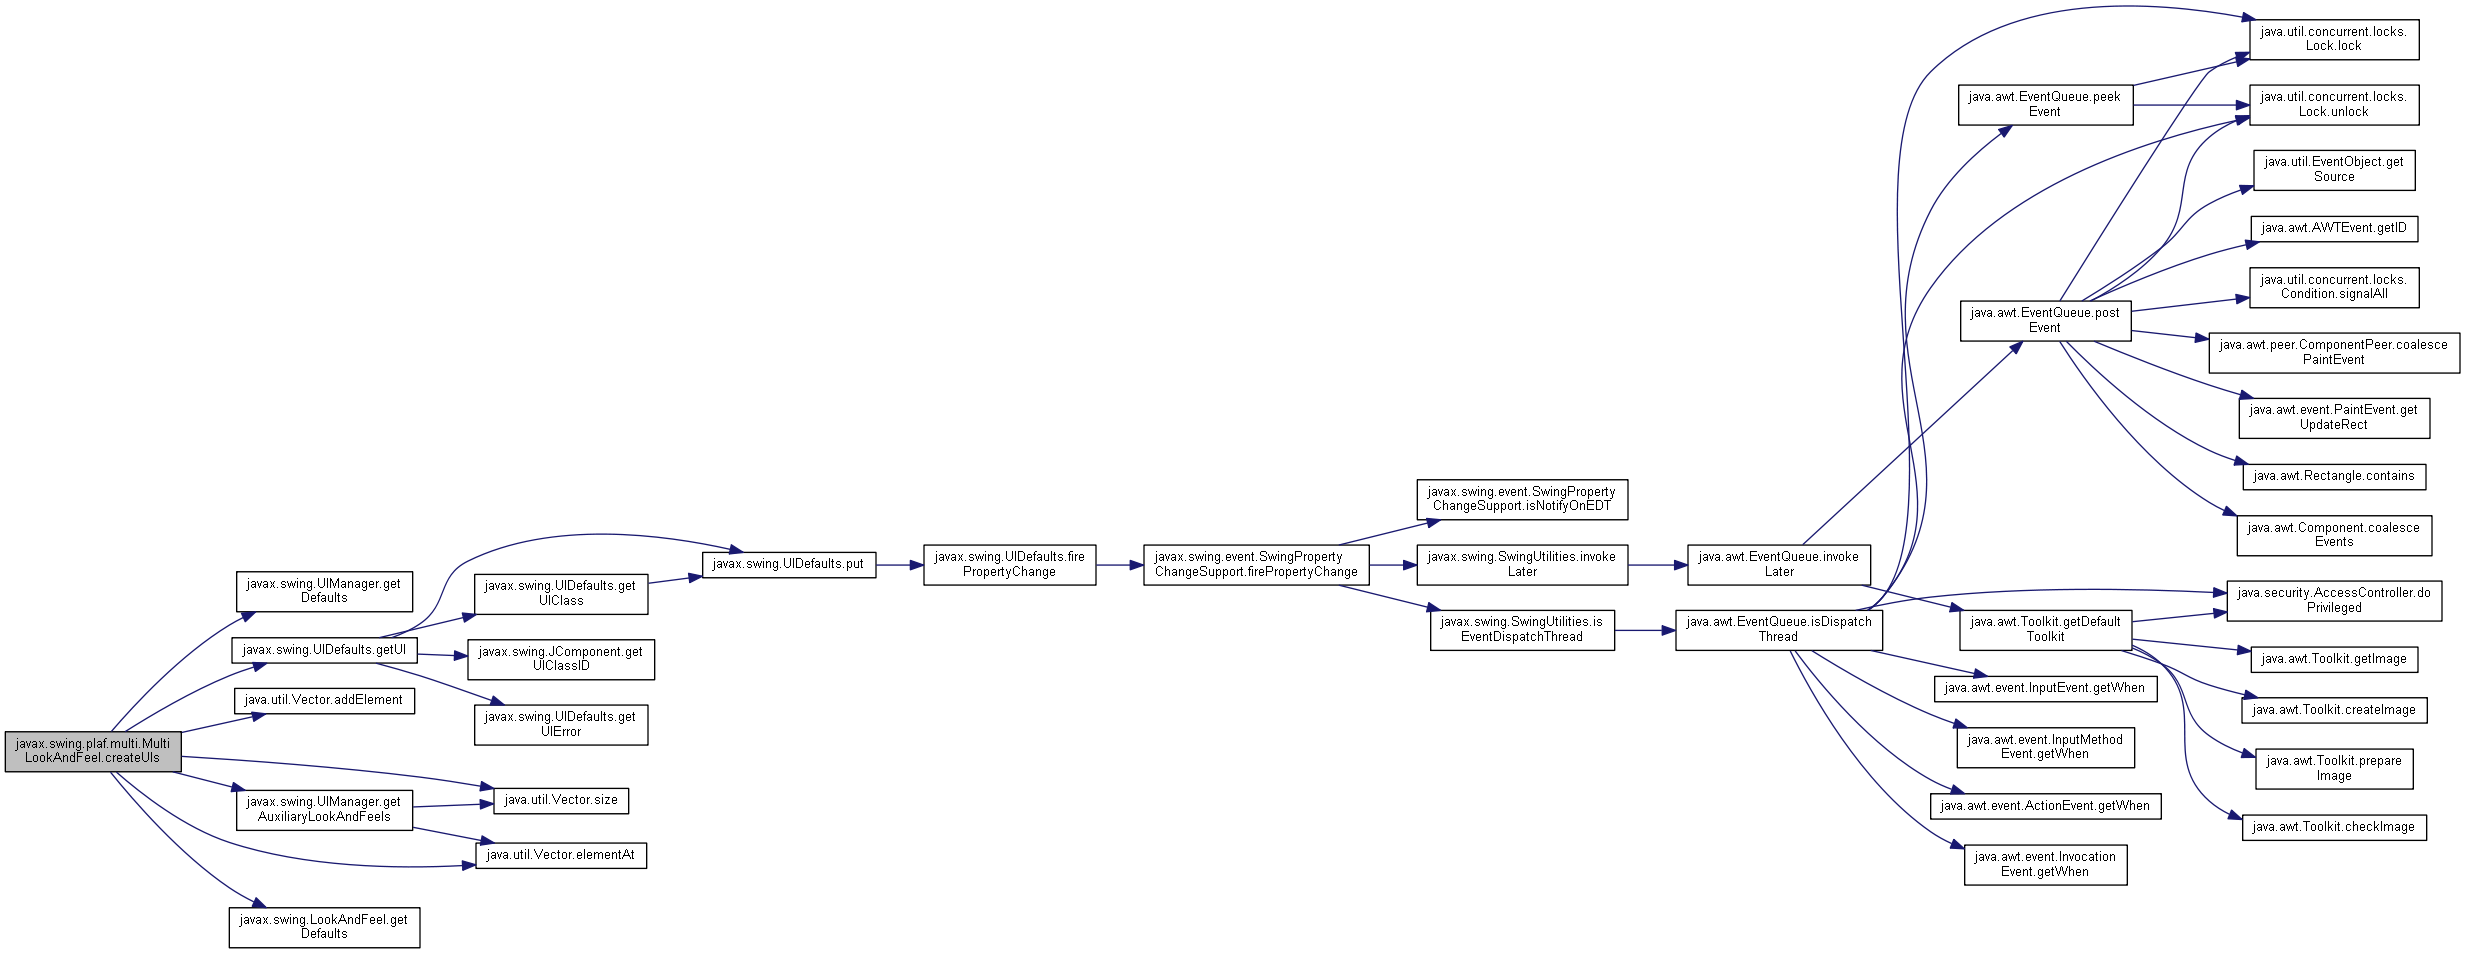 javax.swing.plaf.multi.Multi
LookAndFeel.createUIs
javax.swing.UIManager.get
Defaults
javax.swing.UIDefaults.getUI
java.util.Vector.addElement
javax.swing.UIManager.get
AuxiliaryLookAndFeels
javax.swing.LookAndFeel.get
Defaults
javax.swing.UIDefaults.get
UIClass
javax.swing.JComponent.get
UIClassID
javax.swing.UIDefaults.get
UIError
java.util.Vector.size
java.util.Vector.elementAt
javax.swing.UIDefaults.put
javax.swing.UIDefaults.fire
PropertyChange
javax.swing.event.SwingProperty
ChangeSupport.firePropertyChange
javax.swing.event.SwingProperty
ChangeSupport.isNotifyOnEDT
javax.swing.SwingUtilities.invoke
Later
javax.swing.SwingUtilities.is
EventDispatchThread
java.awt.EventQueue.invoke
Later
java.awt.EventQueue.isDispatch
Thread
java.awt.EventQueue.peek
Event
java.awt.EventQueue.post
Event
java.awt.Toolkit.getDefault
Toolkit
java.awt.event.InputEvent.getWhen
java.awt.event.InputMethod
Event.getWhen
java.awt.event.ActionEvent.getWhen
java.awt.event.Invocation
Event.getWhen
java.util.concurrent.locks.
Lock.lock
java.util.concurrent.locks.
Lock.unlock
java.util.EventObject.get
Source
java.awt.AWTEvent.getID
java.util.concurrent.locks.
Condition.signalAll
java.awt.peer.ComponentPeer.coalesce
PaintEvent
java.awt.event.PaintEvent.get
UpdateRect
java.awt.Rectangle.contains
java.awt.Component.coalesce
Events
java.security.AccessController.do
Privileged
java.awt.Toolkit.getImage
java.awt.Toolkit.createImage
java.awt.Toolkit.prepare
Image
java.awt.Toolkit.checkImage